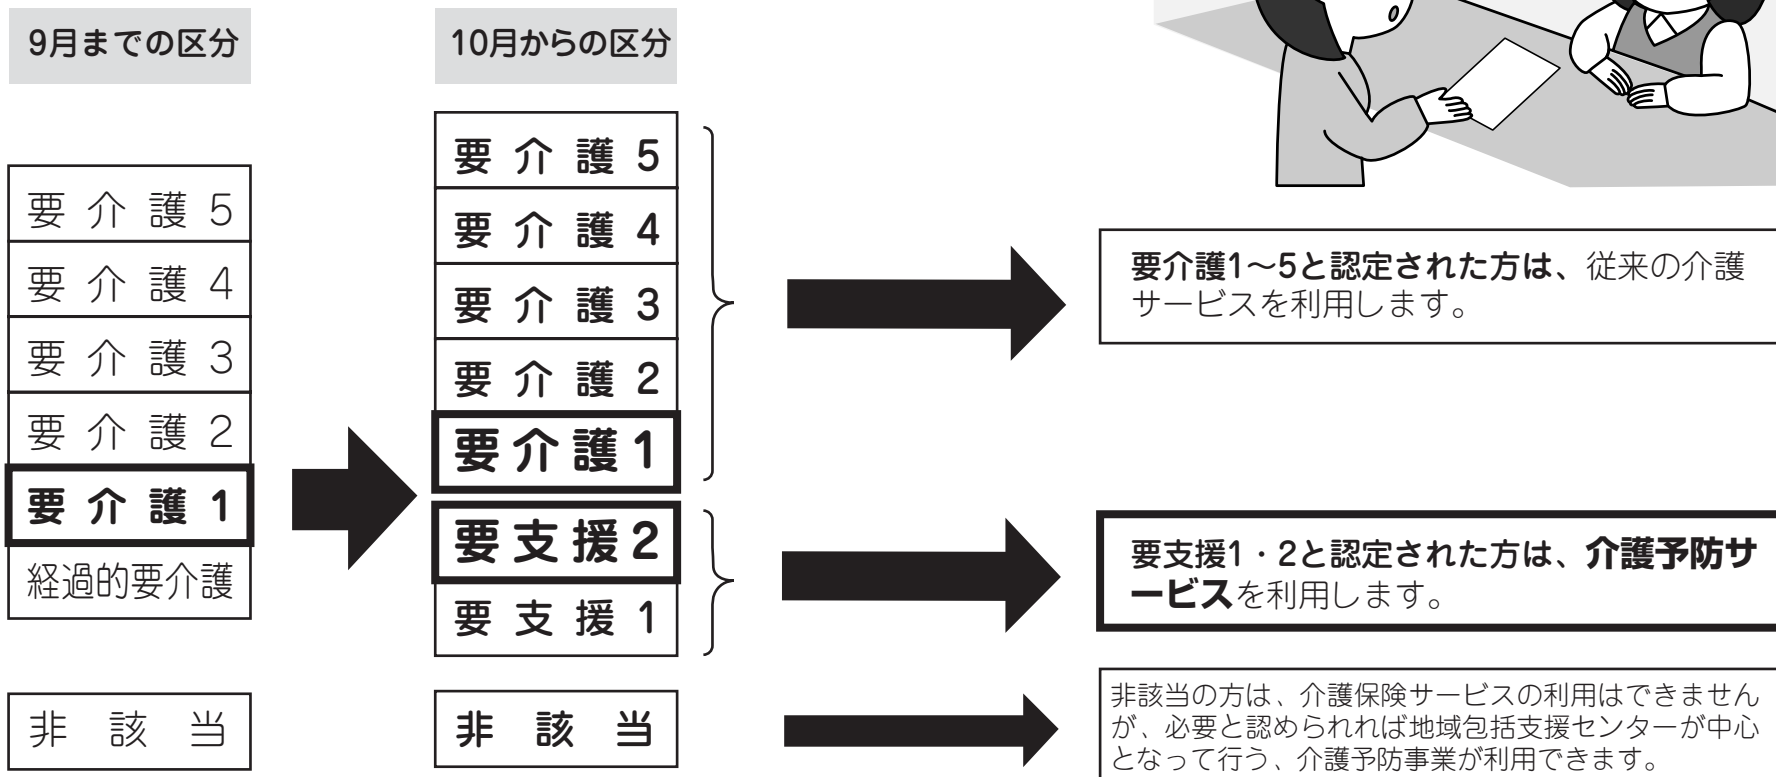 9月までの区分
要介護5
要介護4
要介護3
要介護2
要介護1
経過的要介護
非該当
10月からの区分
要介護5
要介護4
要介護3
要介護2
要介護1
要支援2
要支援1
非該当
要介護1〜5と認定された方は、従来の介護
サービスを利用します。
要支援1・2と認定された方は、介護予防サ
ービスを利用します。
非該当の方は、介護保険サービスの利用はできません
が、必要と認められれば地域包括支援センターが中心
となって行う、介護予防事業が利用できます。